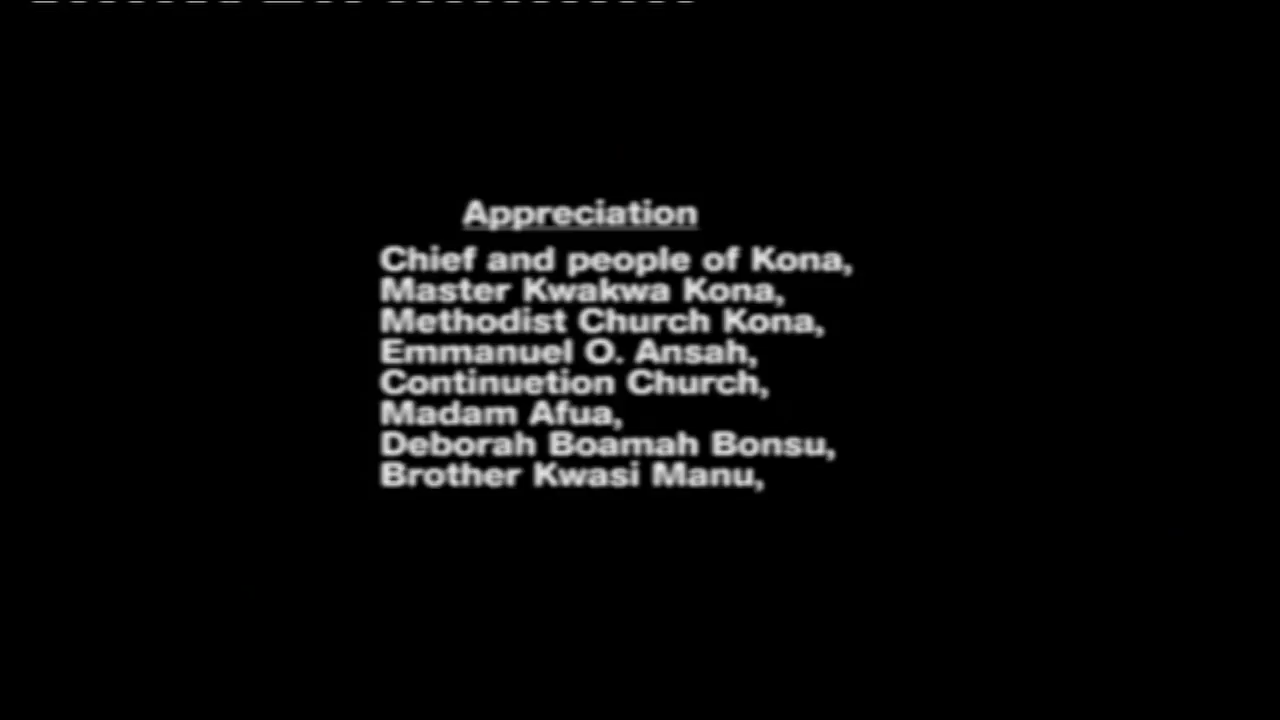 Appreciation
Chief and people of Kona,
Master Kwakwa Kona,
Methodist Church Kona,
Emmanuel O. Ansah,
Continuetion Church,
Madam Afua,
Deborah Boamah Bonsu,
Brother Kwasi Manu,